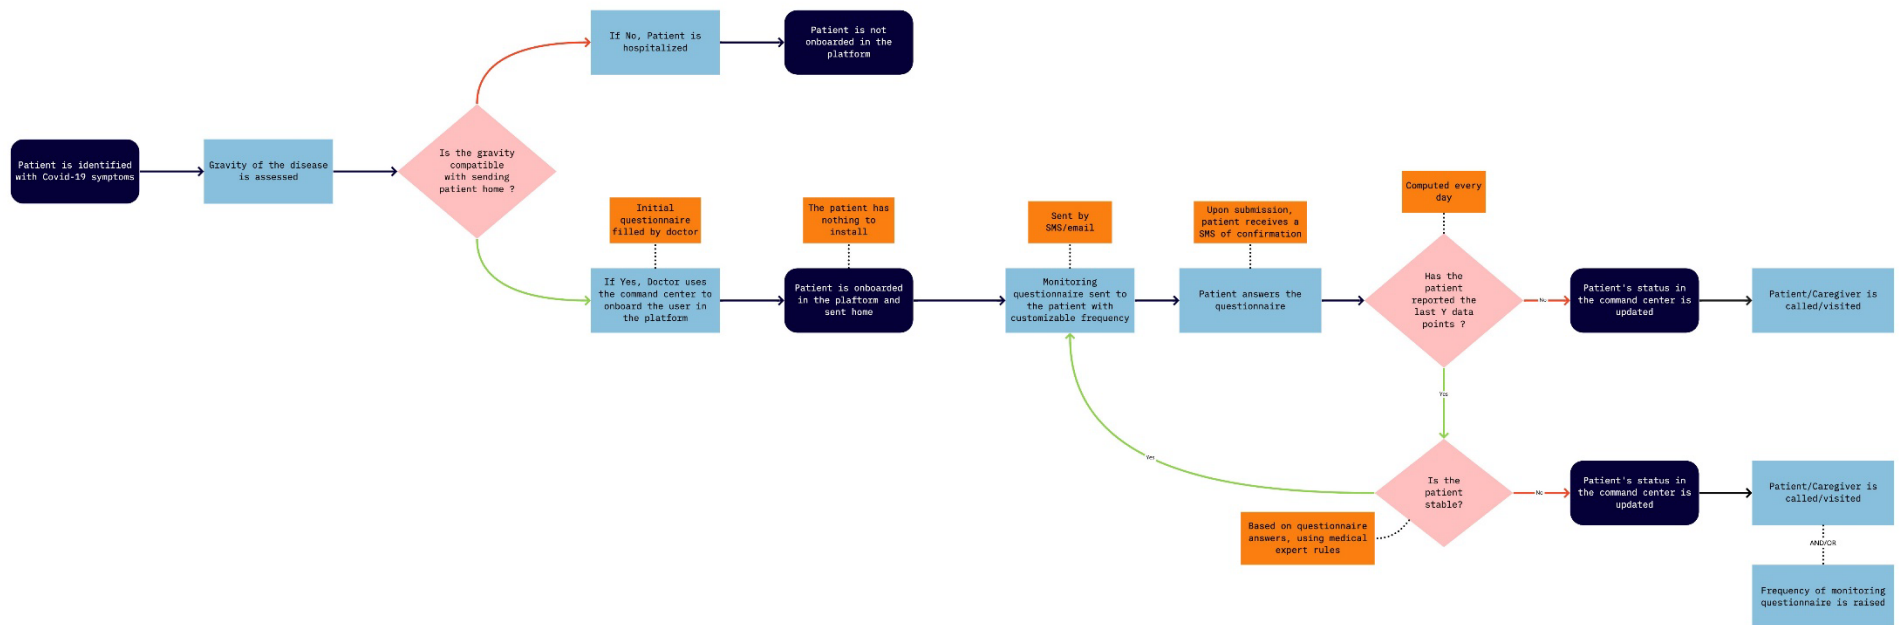 Patient is identified
with Covid-19 symptoms
Gravity of the disease
is assessed
Is the gravity
compatible
with sending
patient home ?
If No, Patient is
hospitalized
Patient is not
onboarded in the
platform
Initial
questionnaire
filled by doctor
If Yes, Doctor uses
the command center to
onboard the user in
the platform
The patient has
nothing to
install
Patient is onboarded
in the plaftorm and
sent home
Sent by
SMS/email
Monitoring
questionnaire sent to
the patient with
customizable frequency
Upon submission,
patient receives a
SMS of confirmation
Patient answers the
questionnaire
Computed every
day
Has the
patient
reported the
last Y data
points ?
No
Patient's status in
the command center is
updated
Patient/Caregiver is
called/visited
Yes
Yes
Is the
patient
stable?
Based on questionnaire
answers, using medical
expert rules
No
Patient's status in
the command center is
updated
Patient/Caregiver is
called/visited
AND/OR
Frequency of monitoring
questionnaire is raised